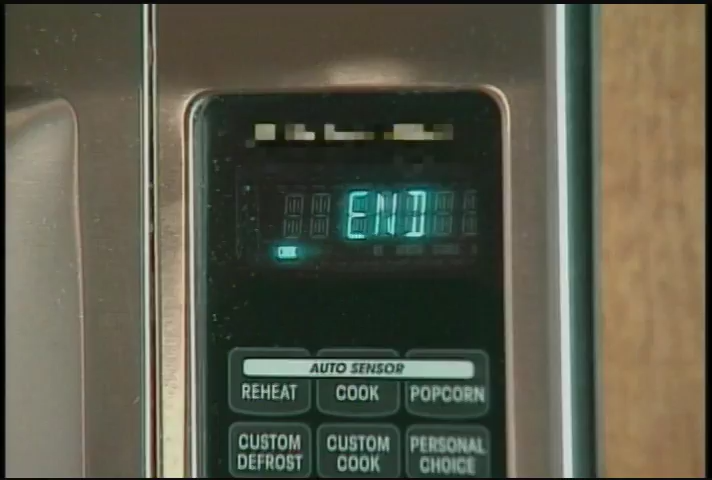 END
AUTO SENSOR
REHEAT COOK POPCORN
CUSTOM DEFROST
CUSTOM COOK
PERSONAL CHOICE